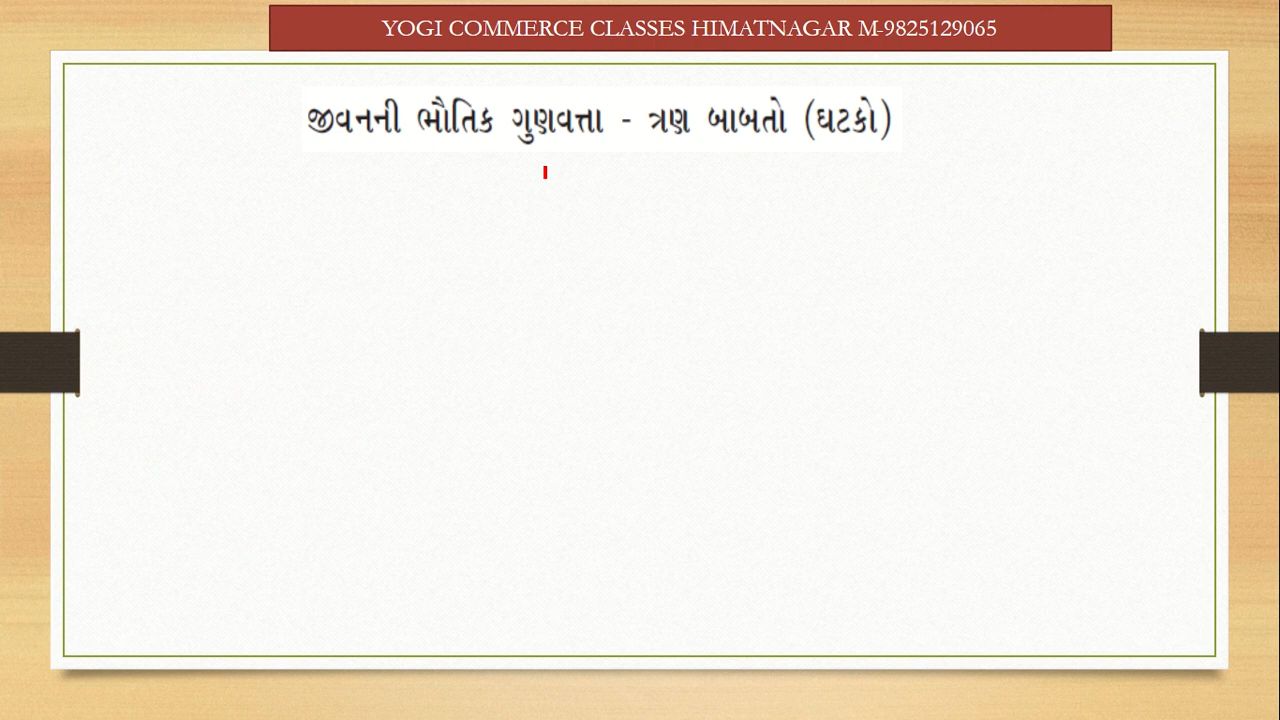 YOGI COMMERCE CLASSES HIMATNAGAR M-9825129065
જીવનની ભૌતિક ગુણવત્તા - ત્રણ બાબતો (ઘટકો)